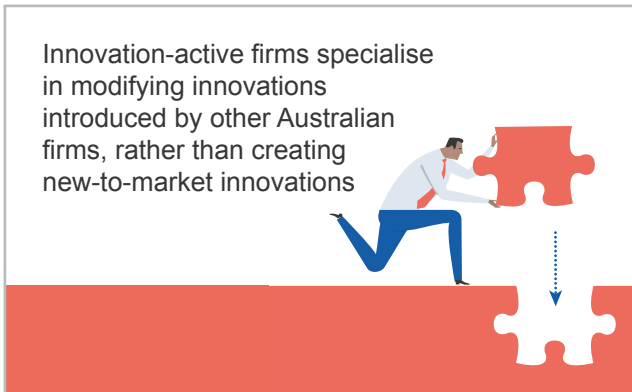 Innovation-active firms specialise
in modifying innovations
introduced by other Australian
firms, rather than creating
new-to-market innovations